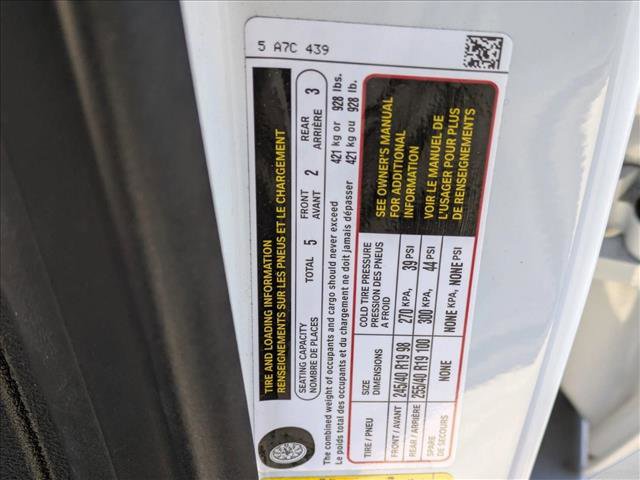 5 A7C 439
TIRE AND LOADING INFORMATION
RENSEIGNEMENTS SUR LES PNEUS ET LE CHARGEMENT
SEATING CAPACITY
NOMBRE DE PLACES
TOTAL 5
FRONT
AVANT
2
REAR
ARRIÈRE
3
The combined weight of occupants and cargo should never exceed 421 kg or 928 lbs.
Le poids total des occupants et du chargement ne doit jamais dépasser 421 kg ou 928 lb.
TIRE / PNEU
SIZE
DIMENSIONS
COLD TIRE PRESSURE
PRESSION DES PNEUS
A FROID
FRONT / AVANT 245/40 R19 98 270 KPA, 39 PSI
REAR / ARRIÈRE 255/40 R19 100 300 KPA, 44 PSI
SPARE
DE SECOURS
NONE
NONE KPA, NONE PSI
SEE OWNER'S MANUAL
FOR ADDITIONAL
INFORMATION
VOIR LE MANUEL DE
L'USAGER POUR PLUS
DE RENSEIGNEMENTS